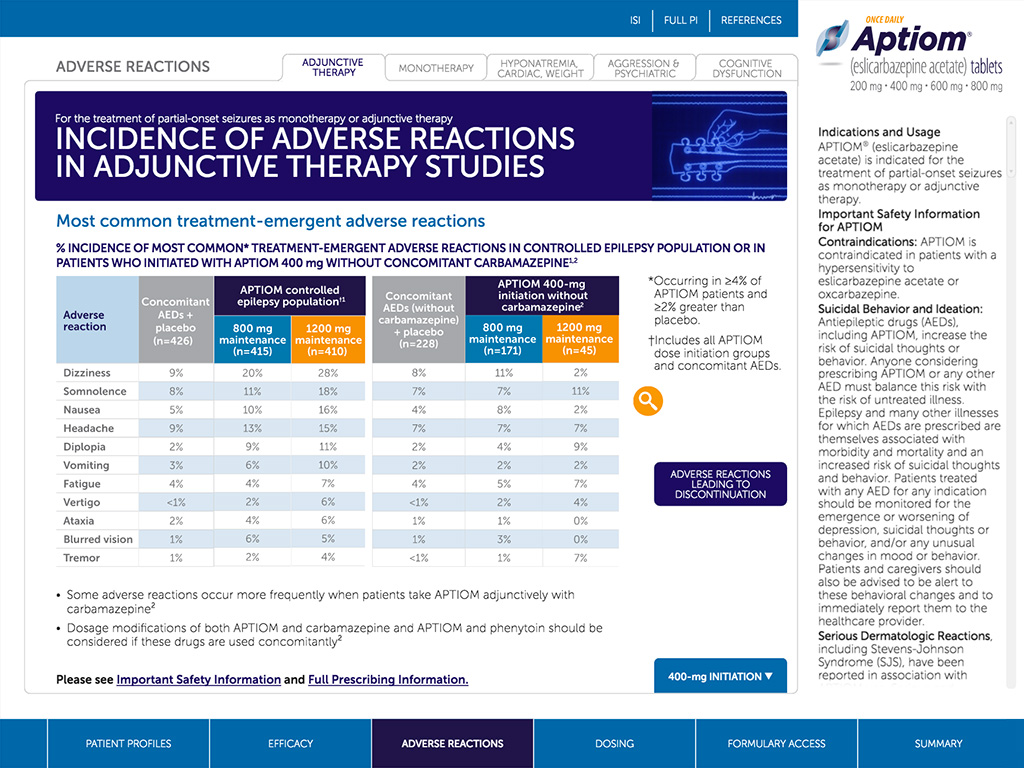 ISI FULL PI REFERENCES
ADVERSE REACTIONS
ADJUNCTIVE
THERAPY
MONOTHERAPY
HYPONATREMIA,
CARDIAC, WEIGHT
AGGRESSION &
PSYCHIATRIC
COGNITIVE
DYSFUNCTION
For the treatment of partial-onset seizures as monotherapy or adjunctive therapy
INCIDENCE OF ADVERSE REACTIONS
IN ADJUNCTIVE THERAPY STUDIES
Most common treatment-emergent adverse reactions
% INCIDENCE OF MOST COMMON* TREATMENT-EMERGENT ADVERSE REACTIONS IN CONTROLLED EPILEPSY POPULATION OR IN
PATIENTS WHO INITIATED WITH APTIOM 400 mg WITHOUT CONCOMITANT CARBAMAZEPINE1,2
Adverse
reaction
Concomitant
AEDs +
placebo
(n=426)
APTIOM controlled
epilepsy population†1
800 mg
maintenance
(n=415)
1200 mg
maintenance
(n=410)
Concomitant
AEDs (without
carbamazepine)
+ placebo
(n=228)
APTIOM 400-mg
initiation without
carbamazepine2
800 mg
maintenance
(n=171)
1200 mg
maintenance
(n=45)
Dizziness 9% 20% 28% 8% 11% 2%
Somnolence 8% 11% 18% 7% 7% 11%
Nausea 5% 10% 16% 4% 8% 2%
Headache 9% 13% 15% 7% 7% 7%
Diplopia 2% 9% 11% 2% 4% 9%
Vomiting 3% 6% 10% 2% 2% 2%
Fatigue 4% 4% 7% 4% 5% 7%
Vertigo <1% 2% 6% <1% 2% 4%
Ataxia 2% 4% 6% 1% 1% 0%
Blurred vision 1% 6% 5% 1% 3% 0%
Tremor 1% 2% 4% <1% 1% 7%
*Occurring in ≥4% of
APTIOM patients and
≥2% greater than
placebo.
†Includes all APTIOM
dose initiation groups
and concomitant AEDs.
ADVERSE REACTIONS
LEADING TO
DISCONTINUATION
• Some adverse reactions occur more frequently when patients take APTIOM adjunctively with
carbamazepine2
• Dosage modifications of both APTIOM and carbamazepine and APTIOM and phenytoin should be
considered if these drugs are used concomitantly2
Please see Important Safety Information and Full Prescribing Information.
400-mg INITIATION ▼
ONCE DAILY
Aptiom®
(eslicarbazepine acetate) tablets
200 mg • 400 mg • 600 mg • 800 mg
Indications and Usage
APTIOM® (eslicarbazepine
acetate) is indicated for the
treatment of partial-onset seizures
as monotherapy or adjunctive
therapy.
Important Safety Information
for APTIOM
Contraindications: APTIOM is
contraindicated in patients with a
hypersensitivity to
eslicarbazepine acetate or
oxcarbazepine.
Suicidal Behavior and Ideation:
Antiepileptic drugs (AEDs),
including APTIOM, increase the
risk of suicidal thoughts or
behavior. Anyone considering
prescribing APTIOM or any other
AED must balance this risk with
the risk of untreated illness.
Epilepsy and many other illnesses
for which AEDs are prescribed are
themselves associated with
morbidity and mortality and an
increased risk of suicidal thoughts
and behavior. Patients treated
with any AED for any indication
should be monitored for the
emergence or worsening of
depression, suicidal thoughts or
behavior, and/or any unusual
changes in mood or behavior.
Patients and caregivers should
also be advised to be alert to
these behavioral changes and to
immediately report them to the
healthcare provider.
Serious Dermatologic Reactions,
including Stevens-Johnson
Syndrome (SJS), have been
reported in association with
PATIENT PROFILES EFFICACY ADVERSE REACTIONS DOSING FORMULARY ACCESS SUMMARY